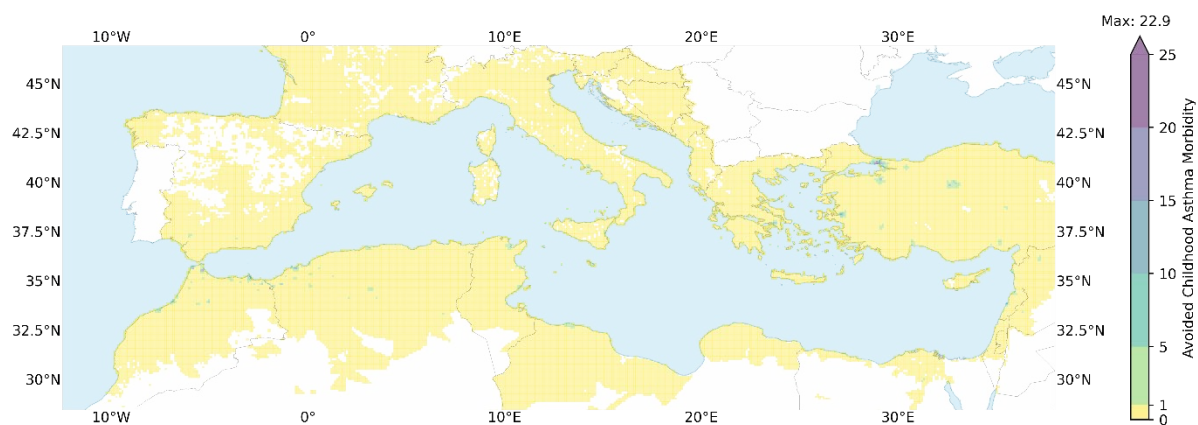 Max: 22.9
10°W 0° 10°E 20°E 30°E
45°N 45°N 25
42.5°N 42.5°N 20
40°N 40°N 15
37.5°N 37.5°N
35°N 35°N 10
32.5°N 32.5°N 5
30°N 30°N 1
0
10°W 0° 10°E 20°E 30°E
Avoided Childhood Asthma Morbidity